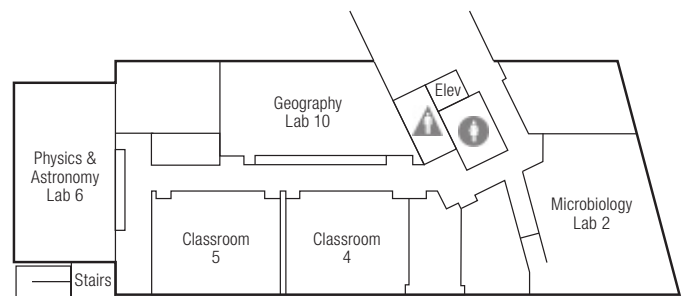 Elev
Geography
Lab 10
Physics &
Astronomy
Lab 6
Microbiology
Lab 2
Classroom
5
Classroom
4
Stairs